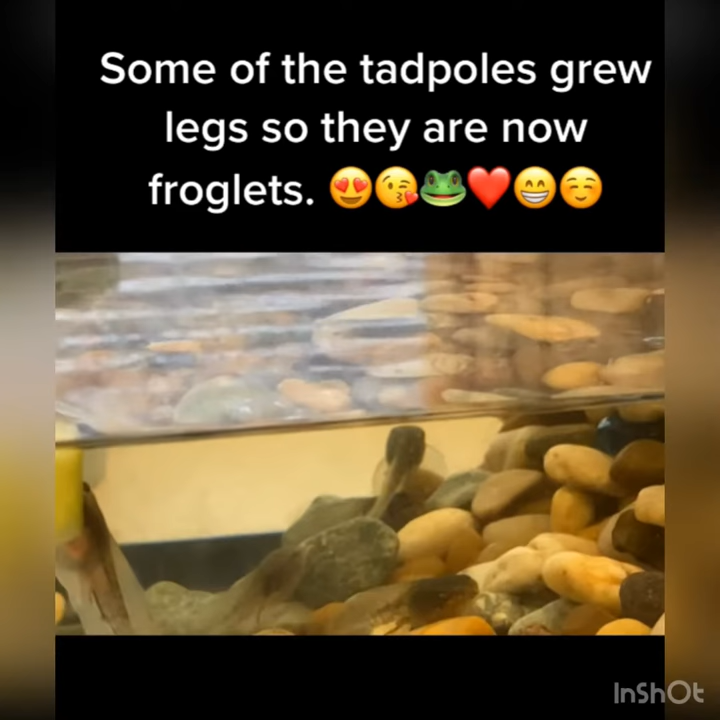 Some of the tadpoles grew
legs so they are now
froglets. 😍😘🐸❤️😁☺️
InShOt